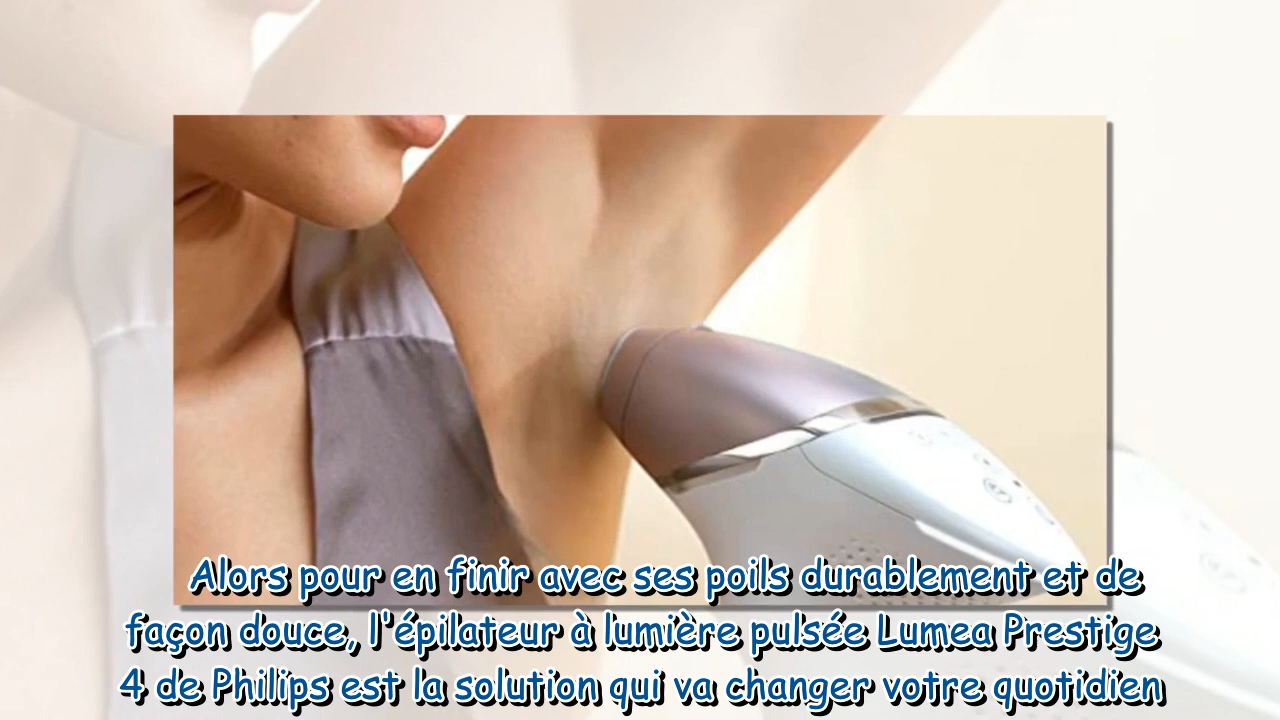 Alors pour en finir avec ses poils durablement et de
façon douce, l'épilateur à lumière pulsée Lumea Prestige
4 de Philips est la solution qui va changer votre quotidien